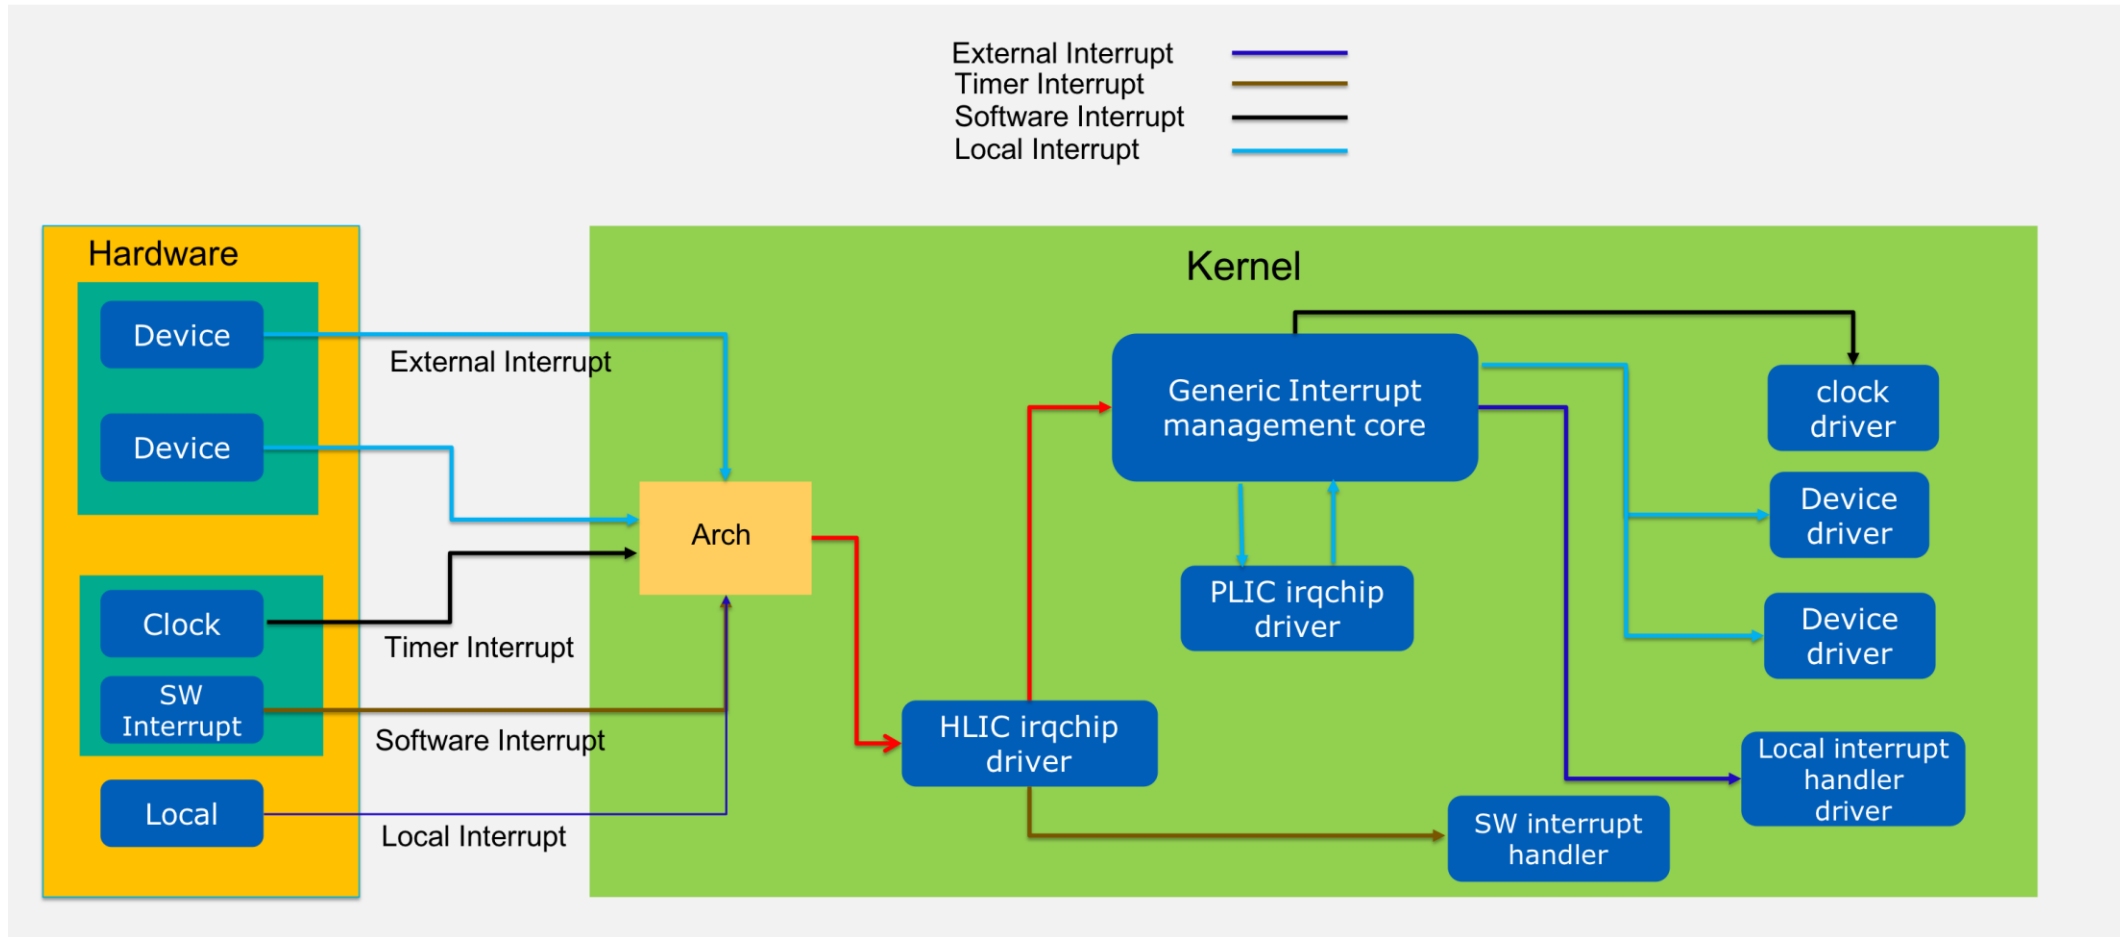 External Interrupt
Timer Interrupt
Software Interrupt
Local Interrupt
Hardware
Device
Device
Clock
SW
Interrupt
Local
External Interrupt
Timer Interrupt
Software Interrupt
Local Interrupt
Kernel
Arch
HLIC irqchip
driver
Generic Interrupt
management core
PLIC irqchip
driver
clock
driver
Device
driver
Device
driver
Local interrupt
handler
driver
SW interrupt
handler